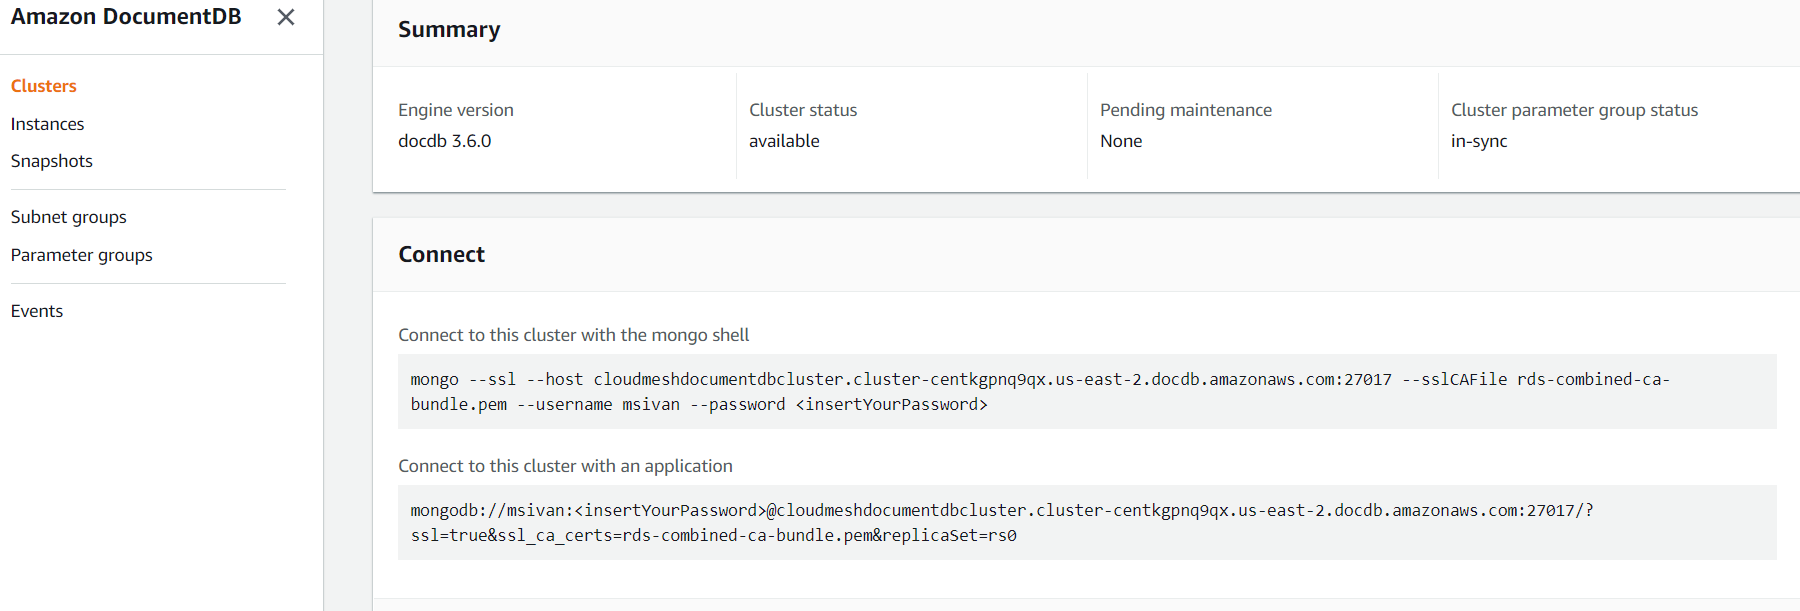 Amazon DocumentDB
Clusters
Instances
Snapshots
Subnet groups
Parameter groups
Events
Summary
Engine version
docdb 3.6.0
Cluster status
available
Pending maintenance
None
Cluster parameter group status
in-sync
Connect
Connect to this cluster with the mongo shell
mongo --ssl --host cloudmeshdocumentdbcluster.cluster-centkgpnq9qx.us-east-2.docdb.amazonaws.com:27017 --sslCAFile rds-combined-ca-
bundle.pem --username msivan --password <insertYourPassword>
Connect to this cluster with an application
mongodb://msivan:<insertYourPassword>@cloudmeshdocumentdbcluster.cluster-centkgpnq9qx.us-east-2.docdb.amazonaws.com:27017/?
ssl=true&ssl_ca_certs=rds-combined-ca-bundle.pem&replicaSet=rs0